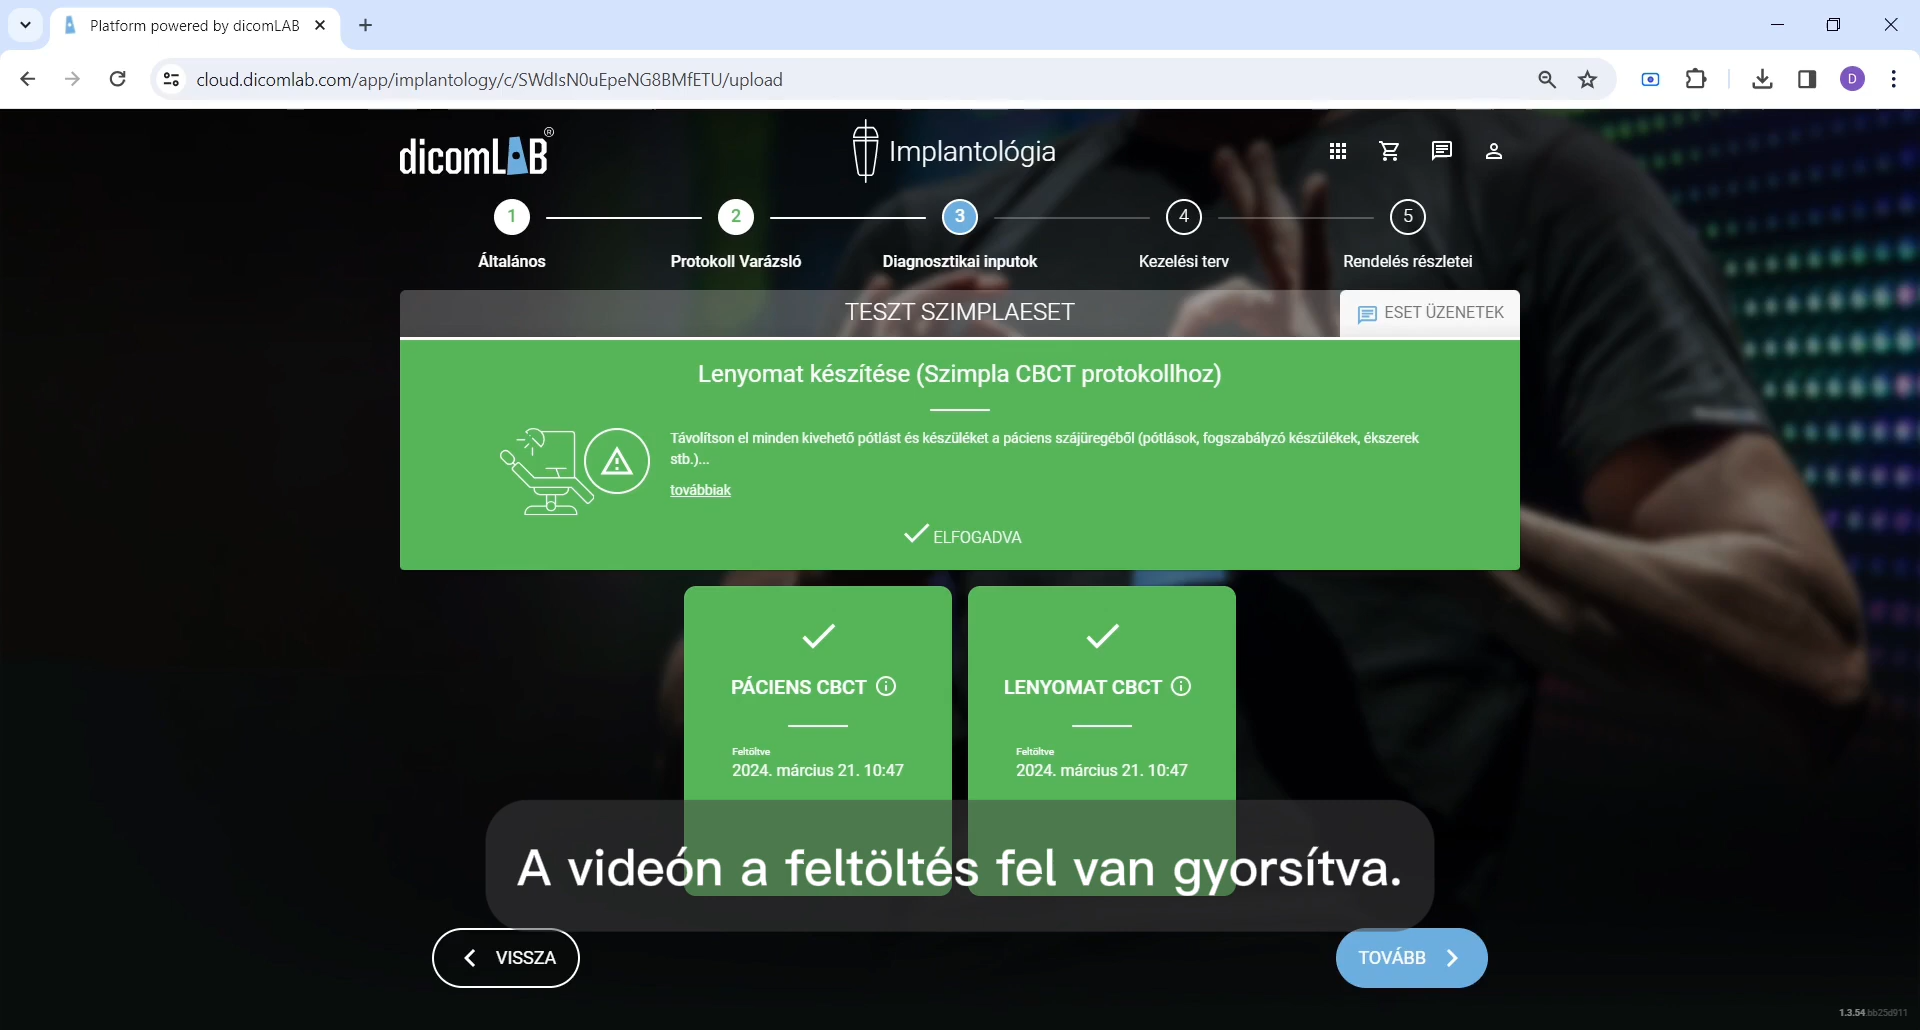 Platform powered by dicomLAB
cloud.dicomlab.com/app/implantology/c/SWdIsN0uEpeNG8BMfETU/upload
D
dicomLAB®
Implantológia
1
2
3
4
5
Általános
Protokoll Varázsló
Diagnosztikai inputok
Kezelési terv
Rendelés részletei
TESZT SZIMPLAESET
ESET ÜZENETEK
Lenyomat készítése (Szimpla CBCT protokollhoz)
Távolítson el minden kivehető pótlást és készüléket a páciens szájüregéből (pótlások, fogszabályzó készülékek, ékszerek
stb.)...
továbbiak
ELFOGADVA
PÁCIENS CBCT
Feltöltve
2024. március 21. 10:47
LENYOMAT CBCT
Feltöltve
2024. március 21. 10:47
A videón a feltöltés fel van gyorsítva.
VISSZA
TOVÁBB
1.3.54.bb25d911